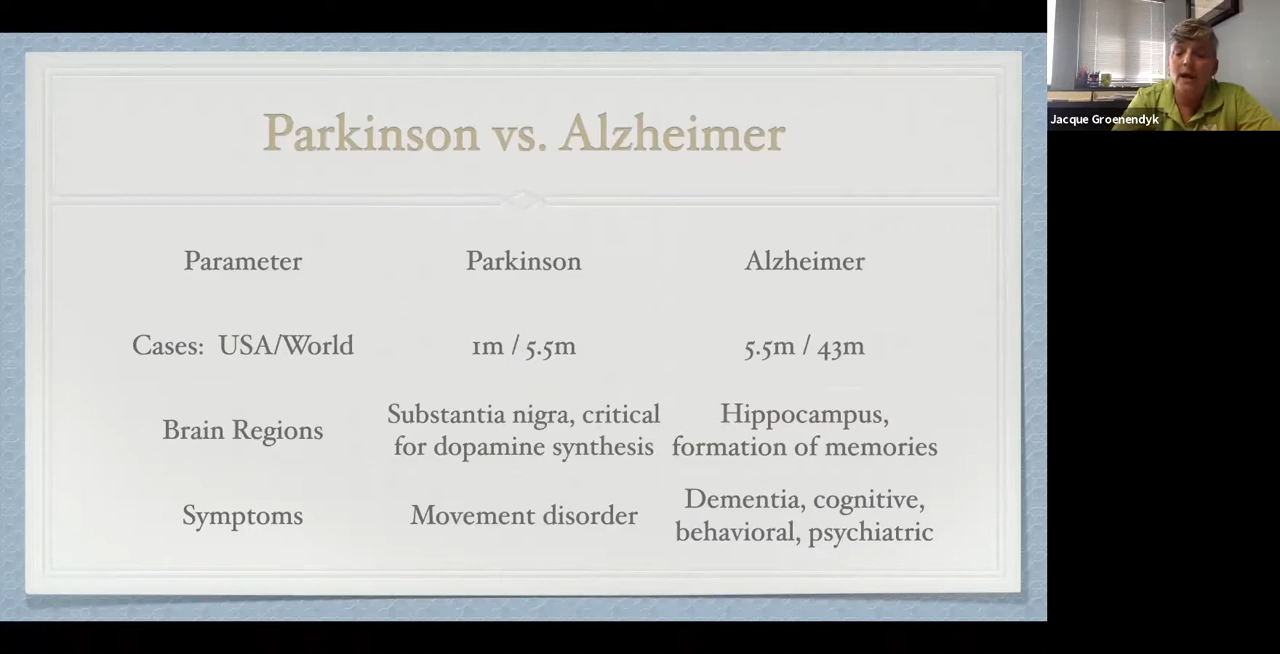 Parkinson vs. Alzheimer
Jacque Groenendyk
Parameter Parkinson Alzheimer
Cases: USA/World 1m / 5.5m 5.5m / 43m
Brain Regions
Substantia nigra, critical
for dopamine synthesis
Hippocampus,
formation of memories
Symptoms
Movement disorder
Dementia, cognitive,
behavioral, psychiatric